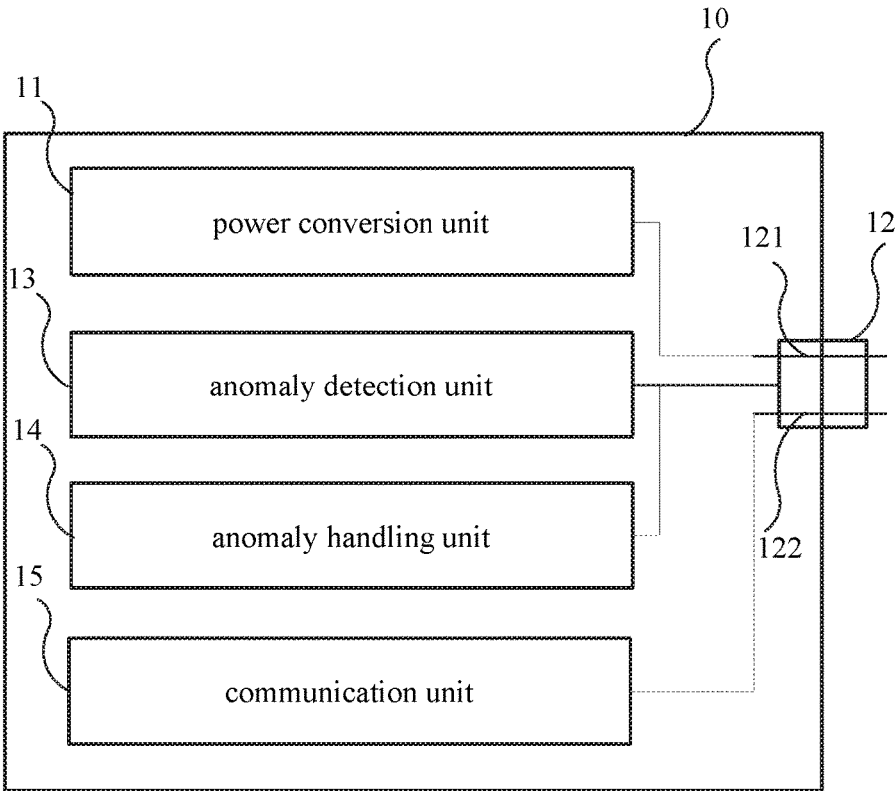 10
11
power conversion unit
121
12
13
anomaly detection unit
14
anomaly handling unit
122
15
communication unit